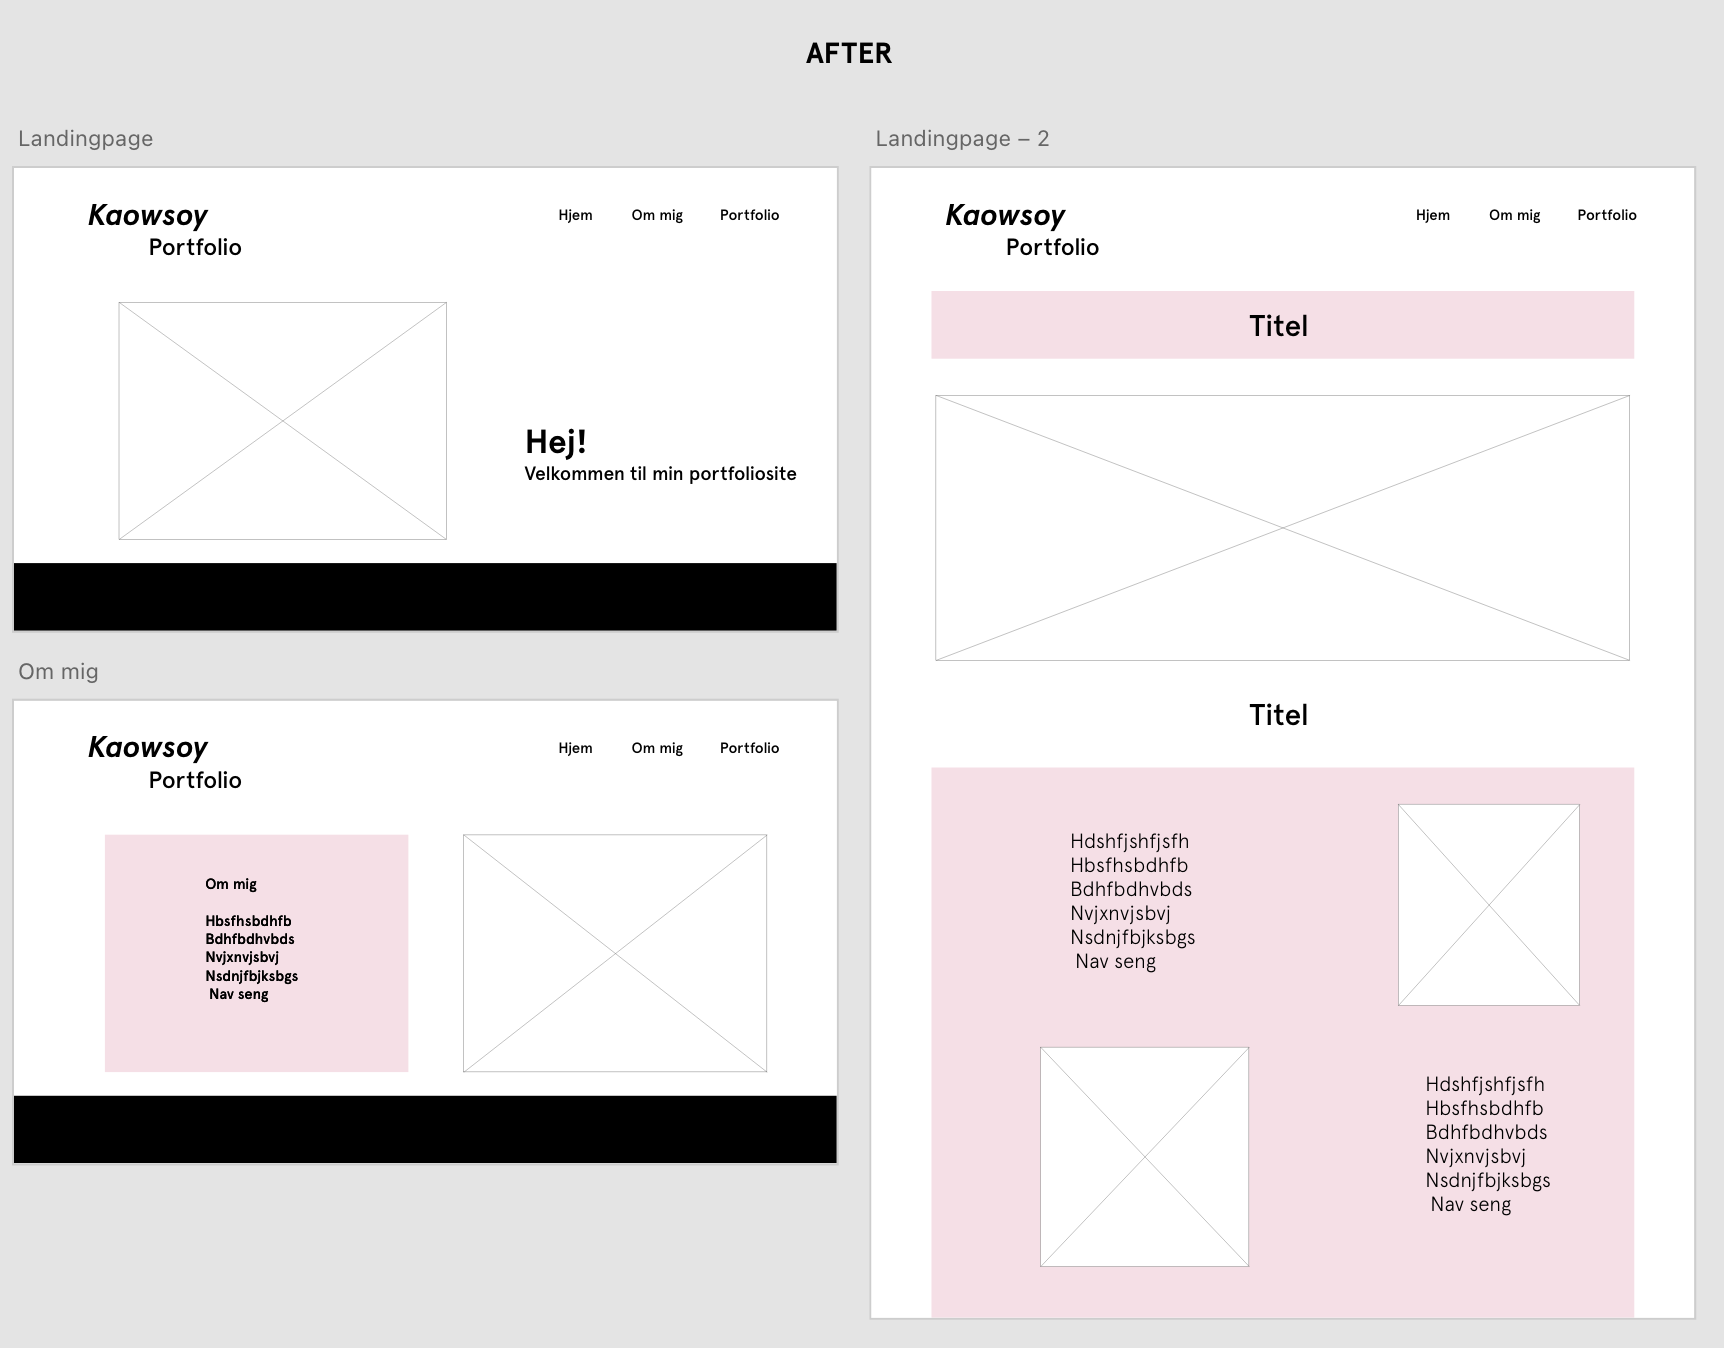 AFTER
Landingpage
Kaowsoy
Portfolio
Hjem Om mig Portfolio
Hej!
Velkommen til min portfoliosite
Om mig
Kaowsoy
Portfolio
Hjem Om mig Portfolio
Om mig
Hbsfhsbdhfb
Bdhfbdhvbds
Nvjxnvjsbvj
Nsdnjfbjksbgs
Nav seng
Landingpage – 2
Kaowsoy
Portfolio
Hjem Om mig Portfolio
Titel
Titel
Hdshfjshfjsfh
Hbsfhsbdhfb
Bdhfbdhvbds
Nvjxnvjsbvj
Nsdnjfbjksbgs
Nav seng
Hdshfjshfjsfh
Hbsfhsbdhfb
Bdhfbdhvbds
Nvjxnvjsbvj
Nsdnjfbjksbgs
Nav seng